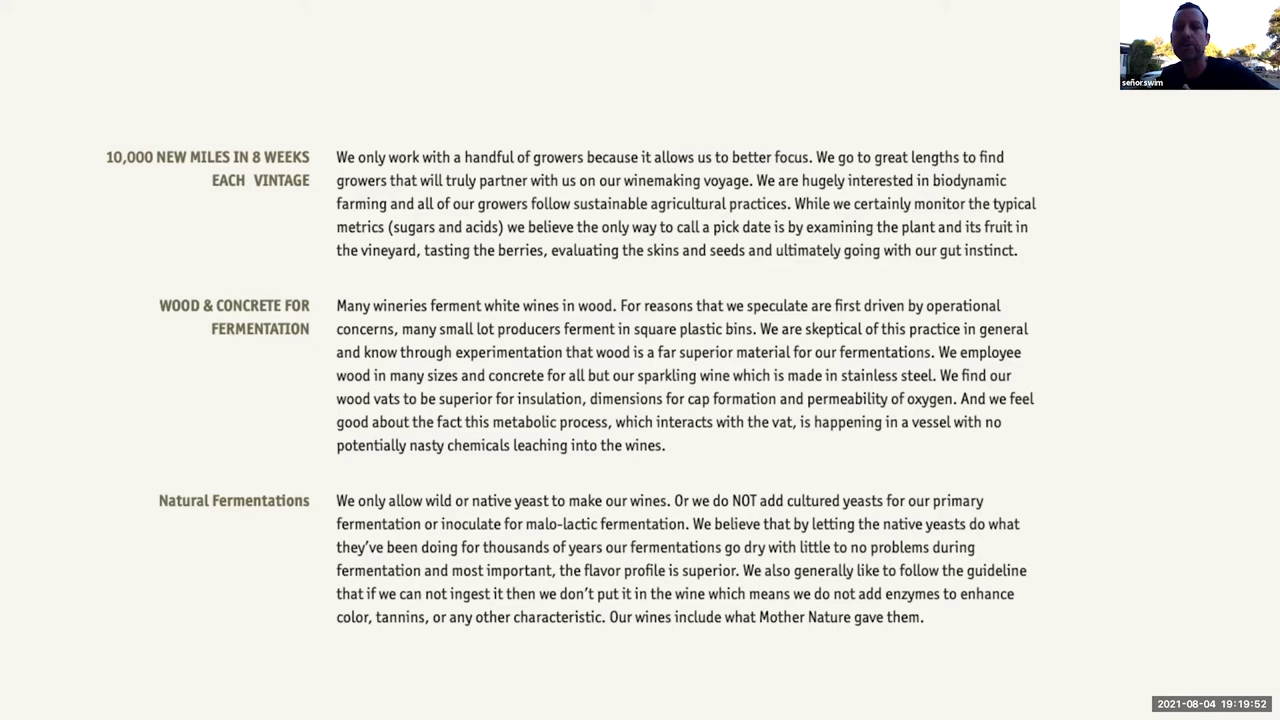 señorswim
10,000 NEW MILES IN 8 WEEKS
EACH VINTAGE
We only work with a handful of growers because it allows us to better focus. We go to great lengths to find
growers that will truly partner with us on our winemaking voyage. We are hugely interested in biodynamic
farming and all of our growers follow sustainable agricultural practices. While we certainly monitor the typical
metrics (sugars and acids) we believe the only way to call a pick date is by examining the plant and its fruit in
the vineyard, tasting the berries, evaluating the skins and seeds and ultimately going with our gut instinct.
WOOD & CONCRETE FOR
FERMENTATION
Many wineries ferment white wines in wood. For reasons that we speculate are first driven by operational
concerns, many small lot producers ferment in square plastic bins. We are skeptical of this practice in general
and know through experimentation that wood is a far superior material for our fermentations. We employee
wood in many sizes and concrete for all but our sparkling wine which is made in stainless steel. We find our
wood vats to be superior for insulation, dimensions for cap formation and permeability of oxygen. And we feel
good about the fact this metabolic process, which interacts with the vat, is happening in a vessel with no
potentially nasty chemicals leaching into the wines.
Natural Fermentations
We only allow wild or native yeast to make our wines. Or we do NOT add cultured yeasts for our primary
fermentation or inoculate for malo-lactic fermentation. We believe that by letting the native yeasts do what
they've been doing for thousands of years our fermentations go dry with little to no problems during
fermentation and most important, the flavor profile is superior. We also generally like to follow the guideline
that if we can not ingest it then we don't put it in the wine which means we do not add enzymes to enhance
color, tannins, or any other characteristic. Our wines include what Mother Nature gave them.
2021-08-04 19:19:52